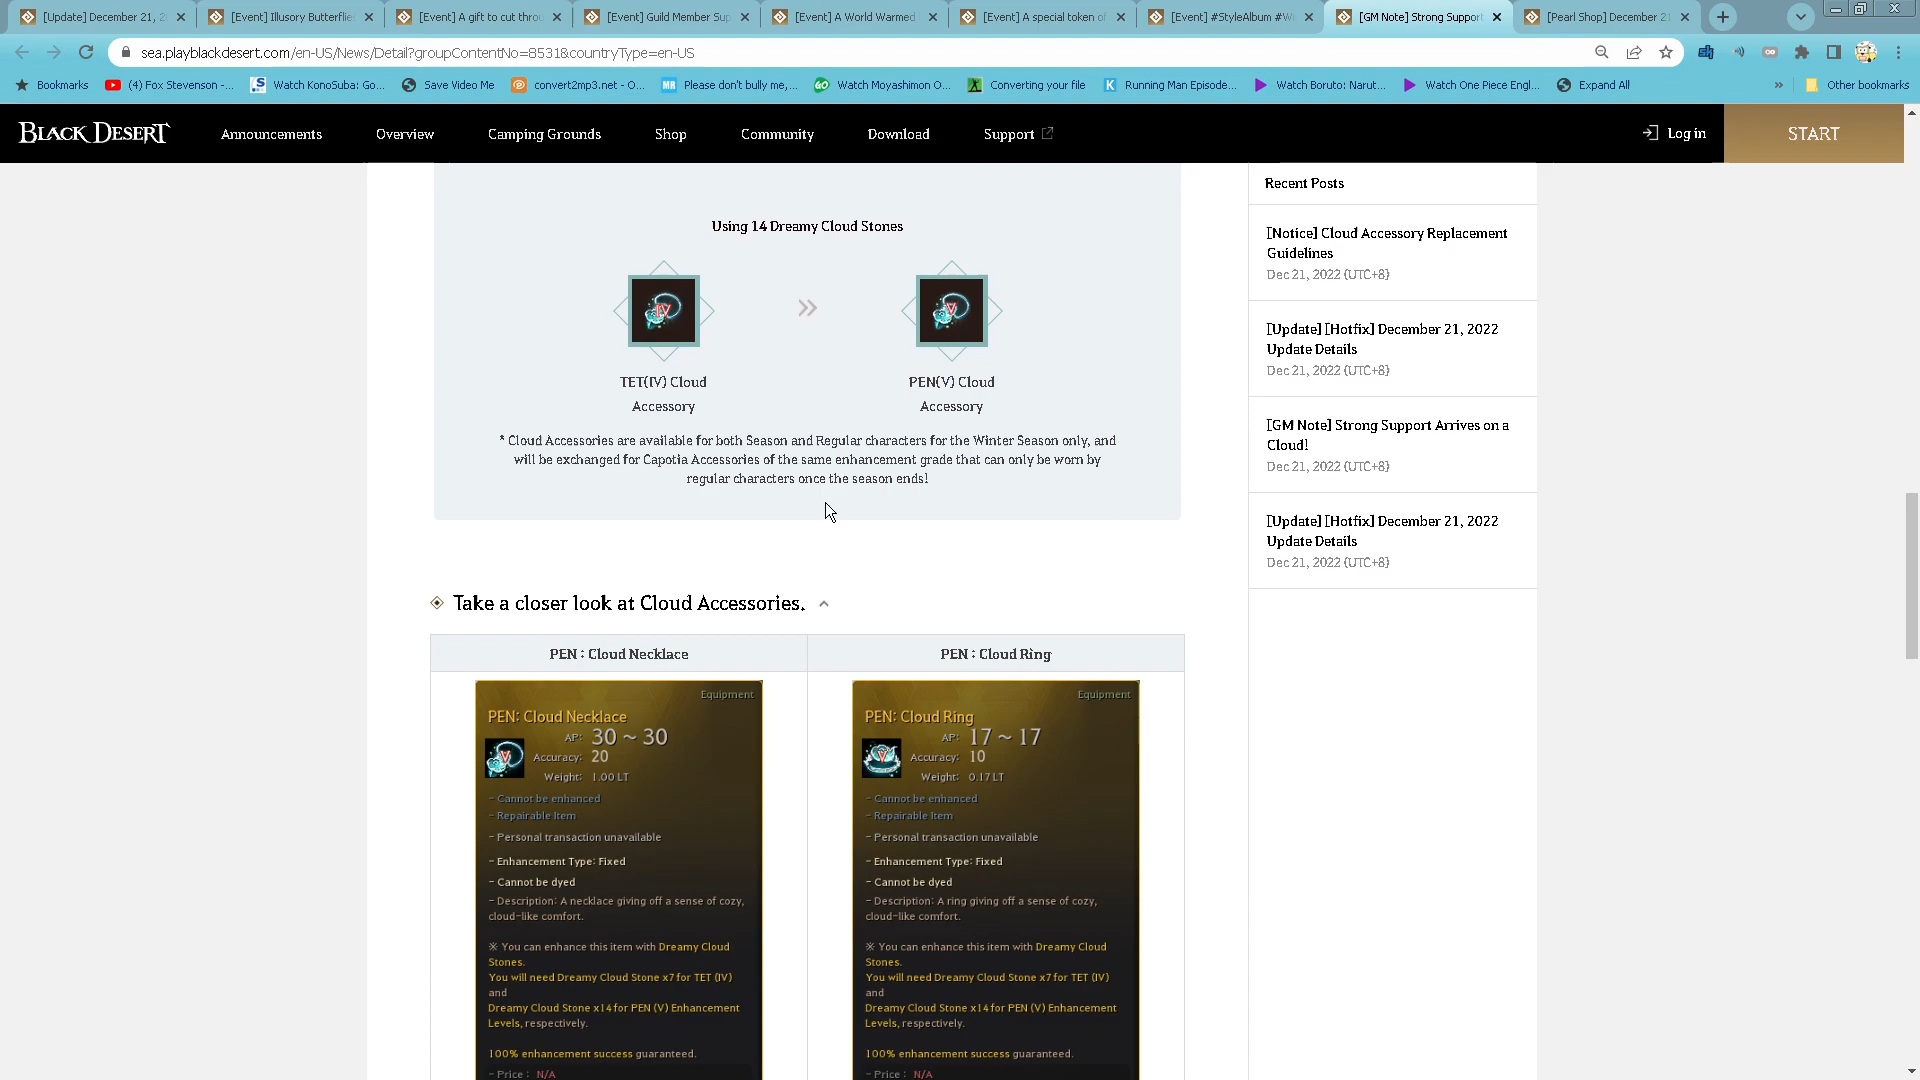 [Update] December 21, 2
[Event] Illusory Butterflie
[Event] A gift to cut thro
[Event] Guild Member Sup
[Event] A World Warmed
[Event] A special token o
[Event] #StyleAlbum #W
[GM Note] Strong Suppor
[Pearl Shop] December 21
sea.playblackdesert.com/en-US/News/Detail?groupContentNo=8531&countryType=en-US
Bookmarks
(4) Fox Stevenson -...
Watch KonoSuba: Go...
Save Video Me
convert2mp3.net - O...
Please don't bully me,...
Watch Moyashimon O...
Converting your file
Running Man Episode...
Watch Boruto: Narut...
Watch One Piece Engl...
Expand All
»
Other bookmarks
BLACK DESERT
Announcements
Overview
Camping Grounds
Shop
Community
Download
Support
Log in
START
Using 14 Dreamy Cloud Stones
IV
V
TET(IV) Cloud
Accessory
PEN(V) Cloud
Accessory
* Cloud Accessories are available for both Season and Regular characters for the Winter Season only, and
will be exchanged for Capotia Accessories of the same enhancement grade that can only be worn by
regular characters once the season ends!
Take a closer look at Cloud Accessories.
PEN : Cloud Necklace
PEN : Cloud Ring
Equipment
PEN: Cloud Necklace
AP: 30 ~ 30
V
Accuracy: 20
Weight: 1.00 LT
- Cannot be enhanced
- Repairable Item
- Personal transaction unavailable
- Enhancement Type: Fixed
- Cannot be dyed
- Description: A necklace giving off a sense of cozy,
cloud-like comfort.
※ You can enhance this item with Dreamy Cloud
Stones.
You will need Dreamy Cloud Stone x7 for TET (IV)
and
Dreamy Cloud Stone x14 for PEN (V) Enhancement
Levels, respectively.
100% enhancement success guaranteed.
- Price : N/A
Equipment
PEN: Cloud Ring
AP: 17 ~ 17
V
Accuracy: 10
Weight: 0.17 LT
- Cannot be enhanced
- Repairable Item
- Personal transaction unavailable
- Enhancement Type: Fixed
- Cannot be dyed
- Description: A ring giving off a sense of cozy,
cloud-like comfort.
※ You can enhance this item with Dreamy Cloud
Stones.
You will need Dreamy Cloud Stone x7 for TET (IV)
and
Dreamy Cloud Stone x14 for PEN (V) Enhancement
Levels, respectively.
100% enhancement success guaranteed.
- Price : N/A
Recent Posts
[Notice] Cloud Accessory Replacement
Guidelines
Dec 21, 2022 (UTC+8)
[Update] [Hotfix] December 21, 2022
Update Details
Dec 21, 2022 (UTC+8)
[GM Note] Strong Support Arrives on a
Cloud!
Dec 21, 2022 (UTC+8)
[Update] [Hotfix] December 21, 2022
Update Details
Dec 21, 2022 (UTC+8)